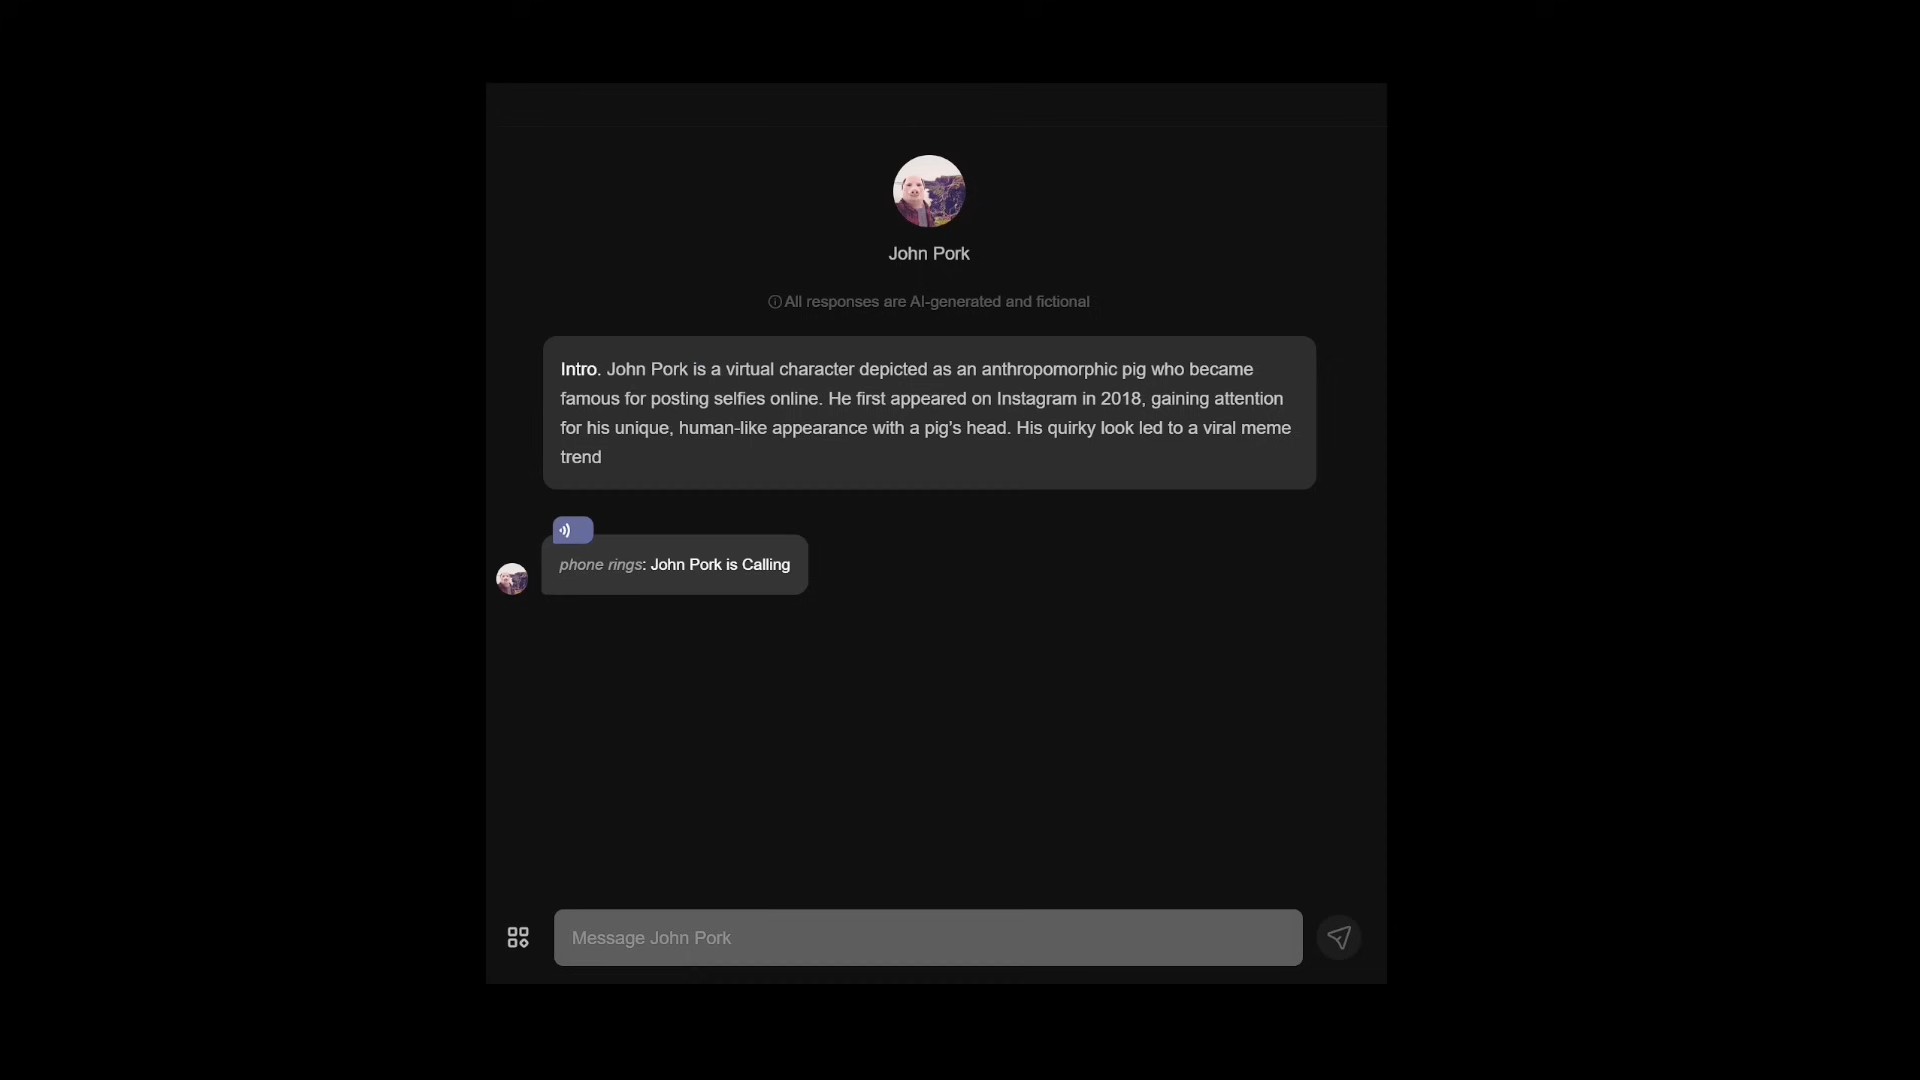 John Pork
All responses are AI-generated and fictional
Intro. John Pork is a virtual character depicted as an anthropomorphic pig who became
famous for posting selfies online. He first appeared on Instagram in 2018, gaining attention
for his unique, human-like appearance with a pig's head. His quirky look led to a viral meme
trend
phone rings: John Pork is Calling
Message John Pork